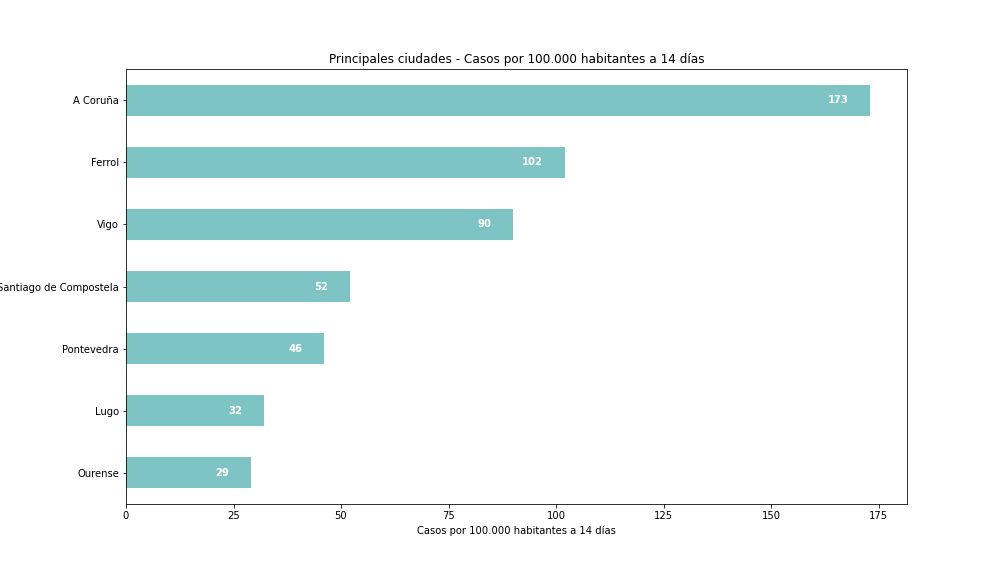 Principales ciudades - Casos por 100.000 habitantes a 14 días
A Coruña
173
Ferrol
102
Vigo
90
Santiago de Compostela
52
Pontevedra
46
Lugo
32
Ourense
29
0 25 50 75 100 125 150 175
Casos por 100.000 habitantes a 14 días